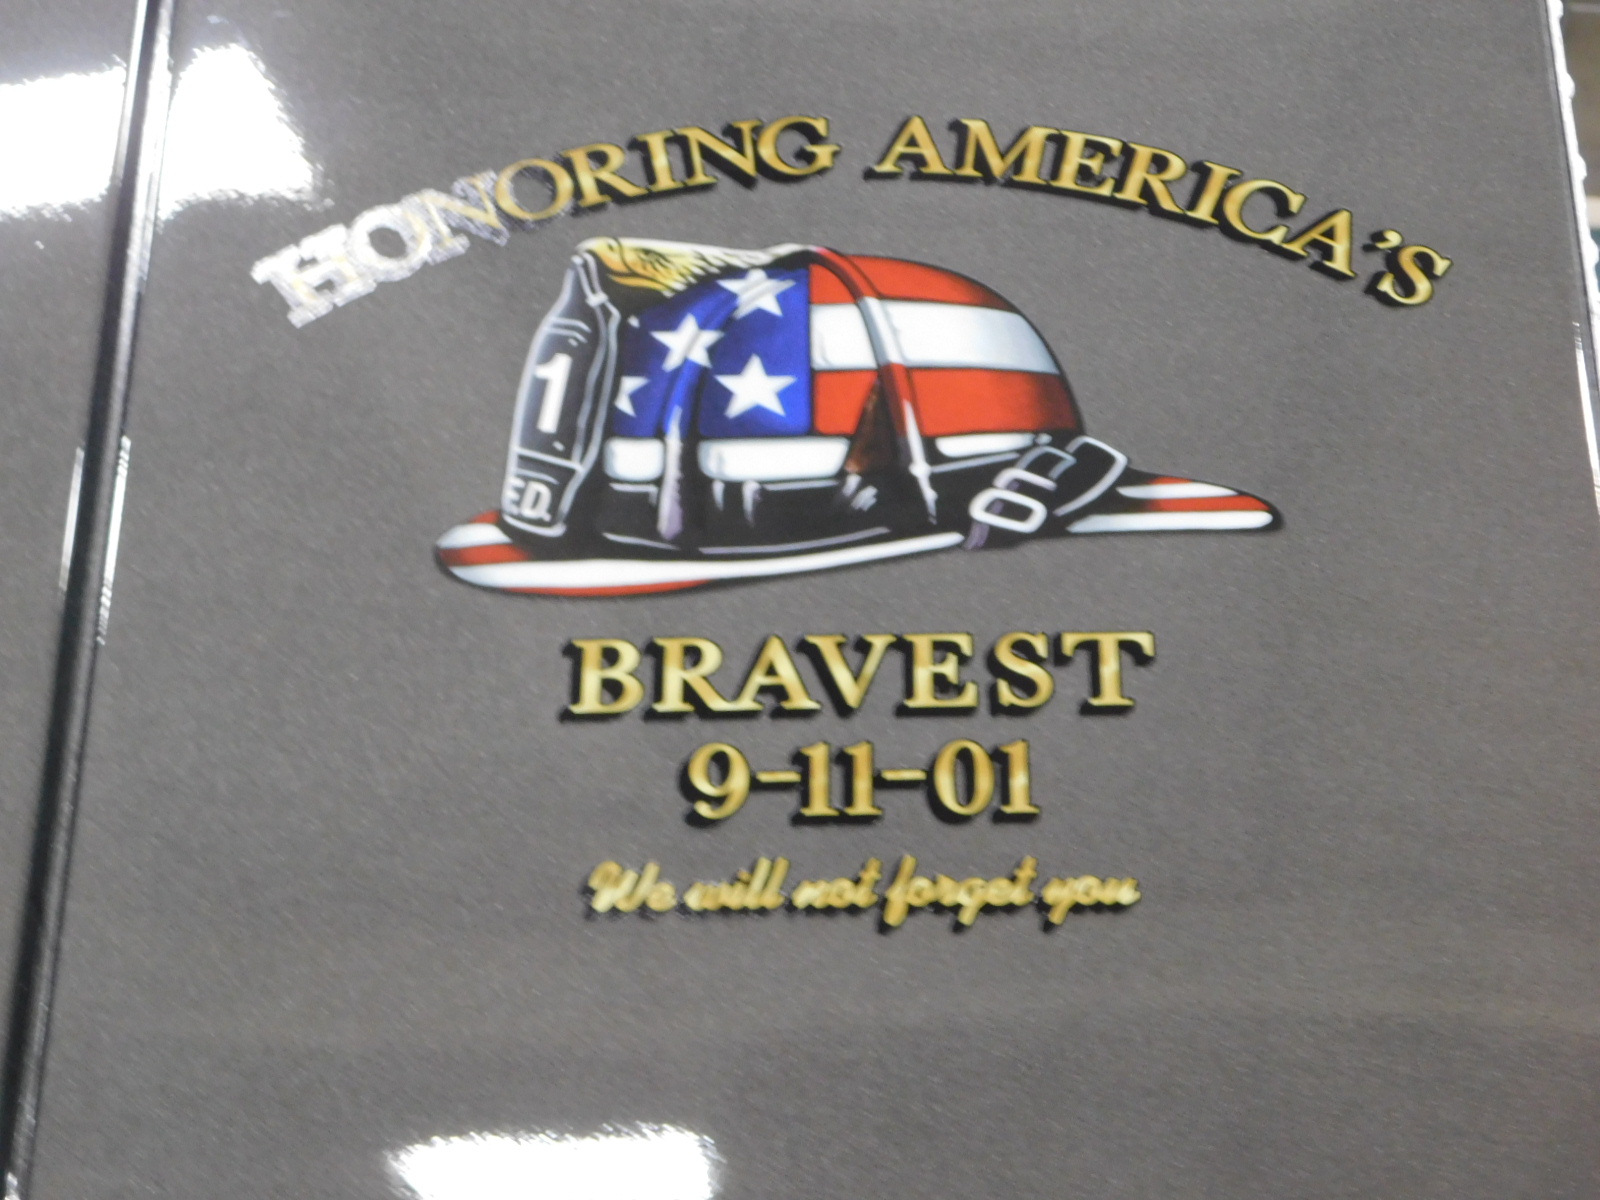 HONORING AMERICA'S
1
F.D.
BRAVEST
9-11-01
We will not forget you